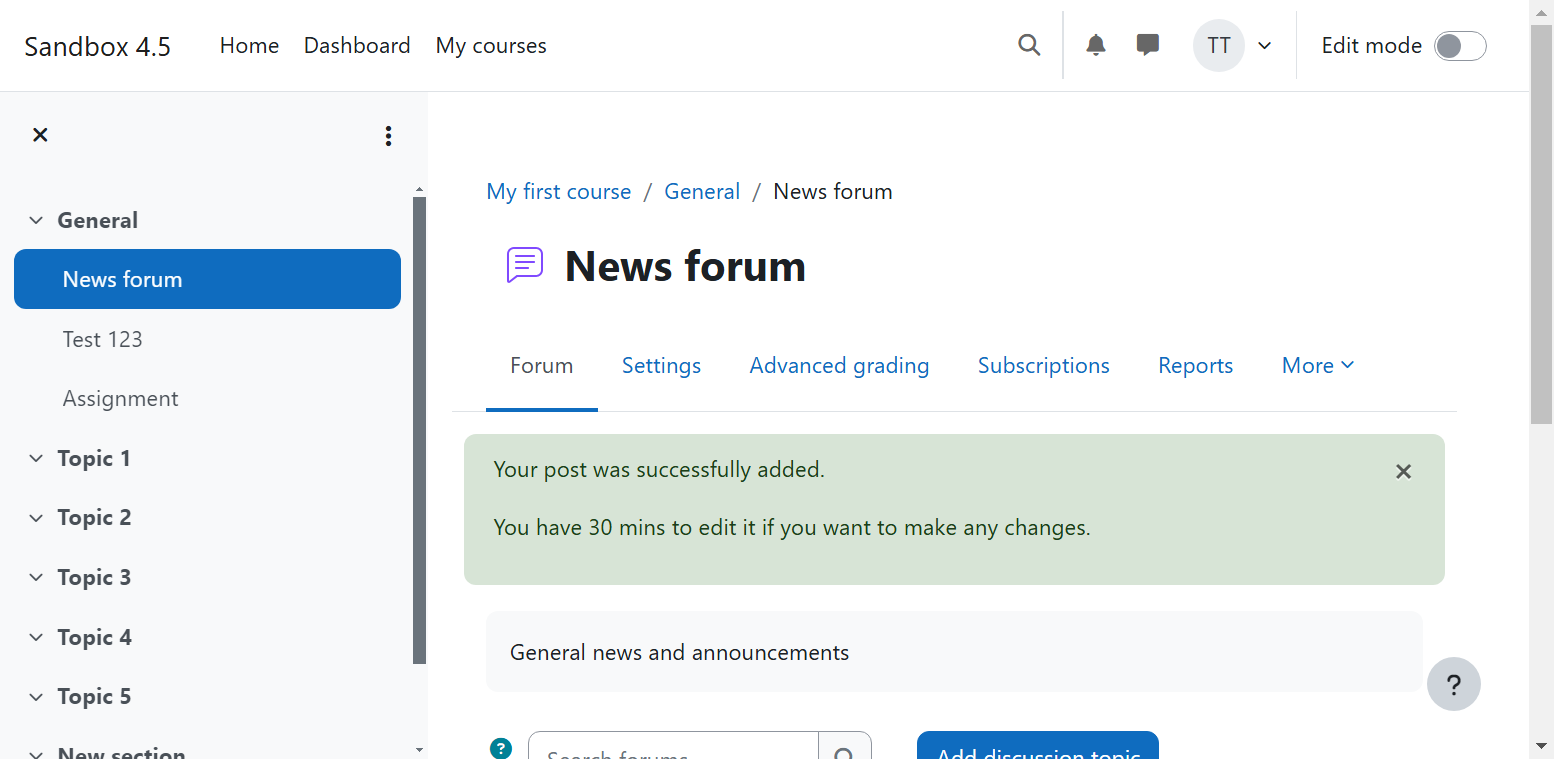 Sandbox 4.5
Home
Dashboard
My courses
TT
Edit mode
General
News forum
Test 123
Assignment
Topic 1
Topic 2
Topic 3
Topic 4
Topic 5
New section
My first course / General / News forum
News forum
Forum
Settings
Advanced grading
Subscriptions
Reports
More
Your post was successfully added.
You have 30 mins to edit it if you want to make any changes.
General news and announcements
?
?
Search forums
Add discussion topic